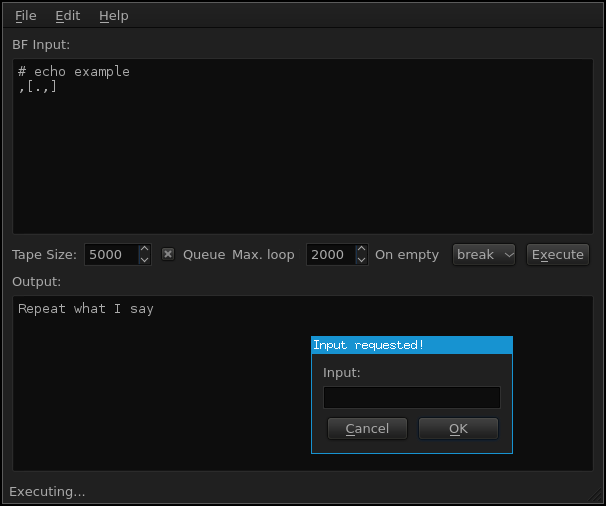 File Edit Help
BF Input:
# echo example
,[.,]
Tape Size: 5000 Queue Max. loop 2000 On empty break Execute
Output:
Repeat what I say
Input requested!
Input:
Cancel OK
Executing...